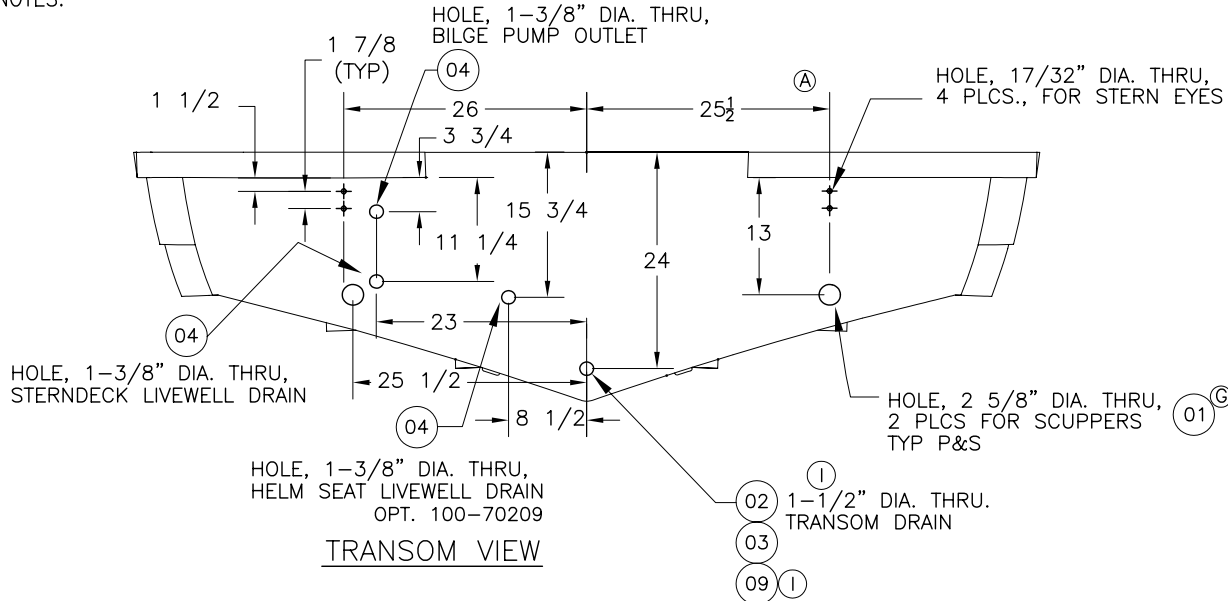 NOTES:
HOLE, 1-3/8" DIA. THRU,
BILGE PUMP OUTLET
04
1 7/8
(TYP)
1 1/2
26
3 3/4
25 1/2
A
HOLE, 17/32" DIA. THRU,
4 PLCS., FOR STERN EYES
15 3/4
11 1/4
24
13
23
25 1/2
8 1/2
04
HOLE, 1-3/8" DIA. THRU,
STERNDECK LIVEWELL DRAIN
04
HOLE, 1-3/8" DIA. THRU,
HELM SEAT LIVEWELL DRAIN
OPT. 100-70209
HOLE, 2 5/8" DIA. THRU,
2 PLCS FOR SCUPPERS
TYP P&S
01
G
I
02 1-1/2" DIA. THRU.
TRANSOM DRAIN
03
09 I
TRANSOM VIEW